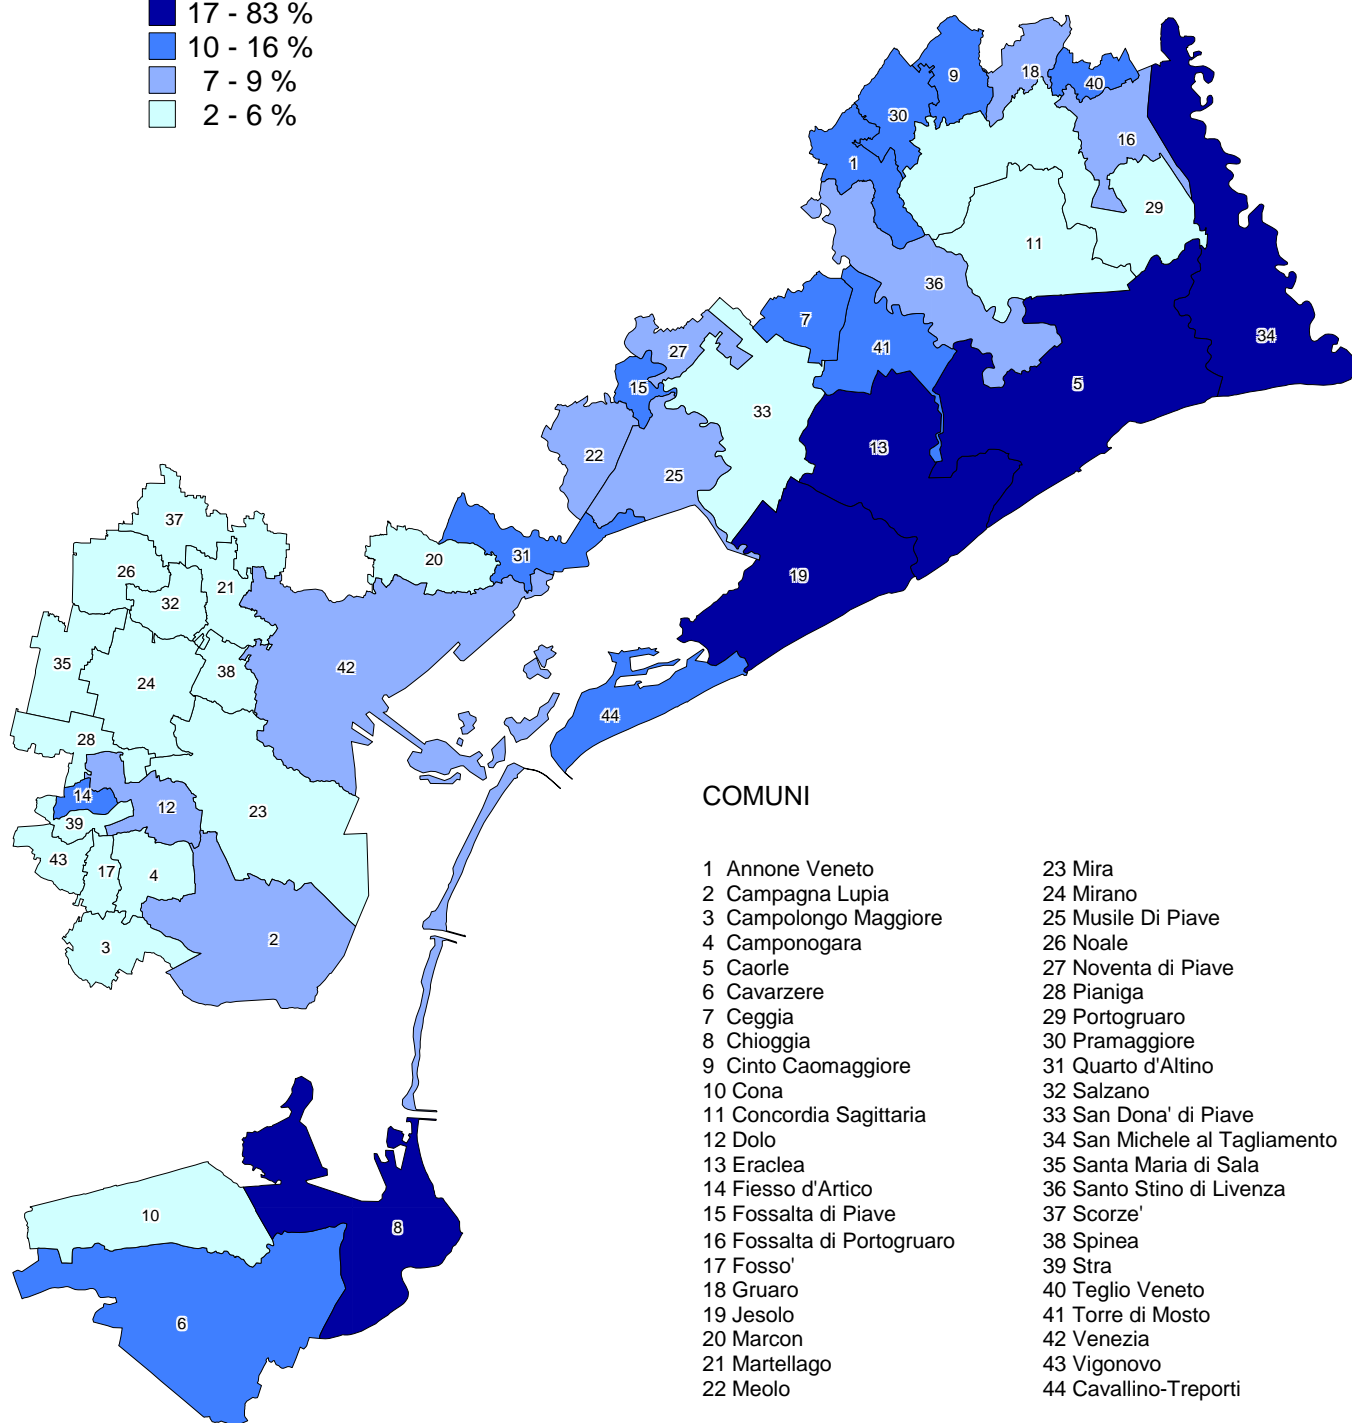 17 - 83 %
10 - 16 %
7 - 9 %
2 - 6 %
9
18
40
30
16
1
29
11
36
7
34
41
27
5
15
33
13
22
25
37
31
20
26
21
19
32
35
38
42
24
44
28
14
12
23
39
43
17
4
2
3
10
8
6
COMUNI
1 Annone Veneto
2 Campagna Lupia
3 Campolongo Maggiore
4 Camponogara
5 Caorle
6 Cavarzere
7 Ceggia
8 Chioggia
9 Cinto Caomaggiore
10 Cona
11 Concordia Sagittaria
12 Dolo
13 Eraclea
14 Fiesso d'Artico
15 Fossalta di Piave
16 Fossalta di Portogruaro
17 Fosso'
18 Gruaro
19 Jesolo
20 Marcon
21 Martellago
22 Meolo
23 Mira
24 Mirano
25 Musile Di Piave
26 Noale
27 Noventa di Piave
28 Pianiga
29 Portogruaro
30 Pramaggiore
31 Quarto d'Altino
32 Salzano
33 San Dona' di Piave
34 San Michele al Tagliamento
35 Santa Maria di Sala
36 Santo Stino di Livenza
37 Scorze'
38 Spinea
39 Stra
40 Teglio Veneto
41 Torre di Mosto
42 Venezia
43 Vigonovo
44 Cavallino-Treporti